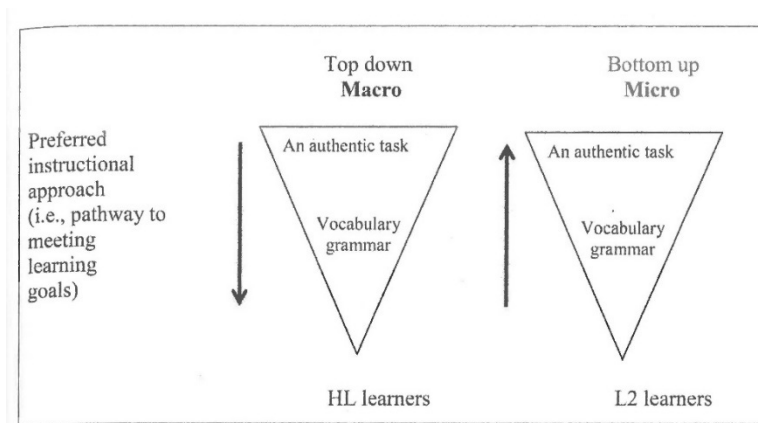 Top down
Macro
Bottom up
Micro
Preferred
instructional
approach
(i.e., pathway to
meeting
learning
goals)
An authentic task
Vocabulary
grammar
An authentic task
Vocabulary
grammar
HL learners
L2 learners